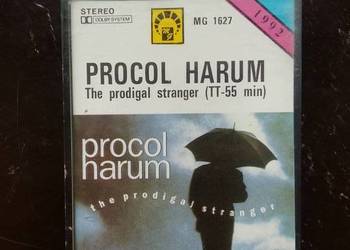 STEREO
DOLBY SYSTEM
MG 1627
1992
PROCOL HARUM
The prodigal stranger (TT-55 min)
procol
harum
the prodigal stranger